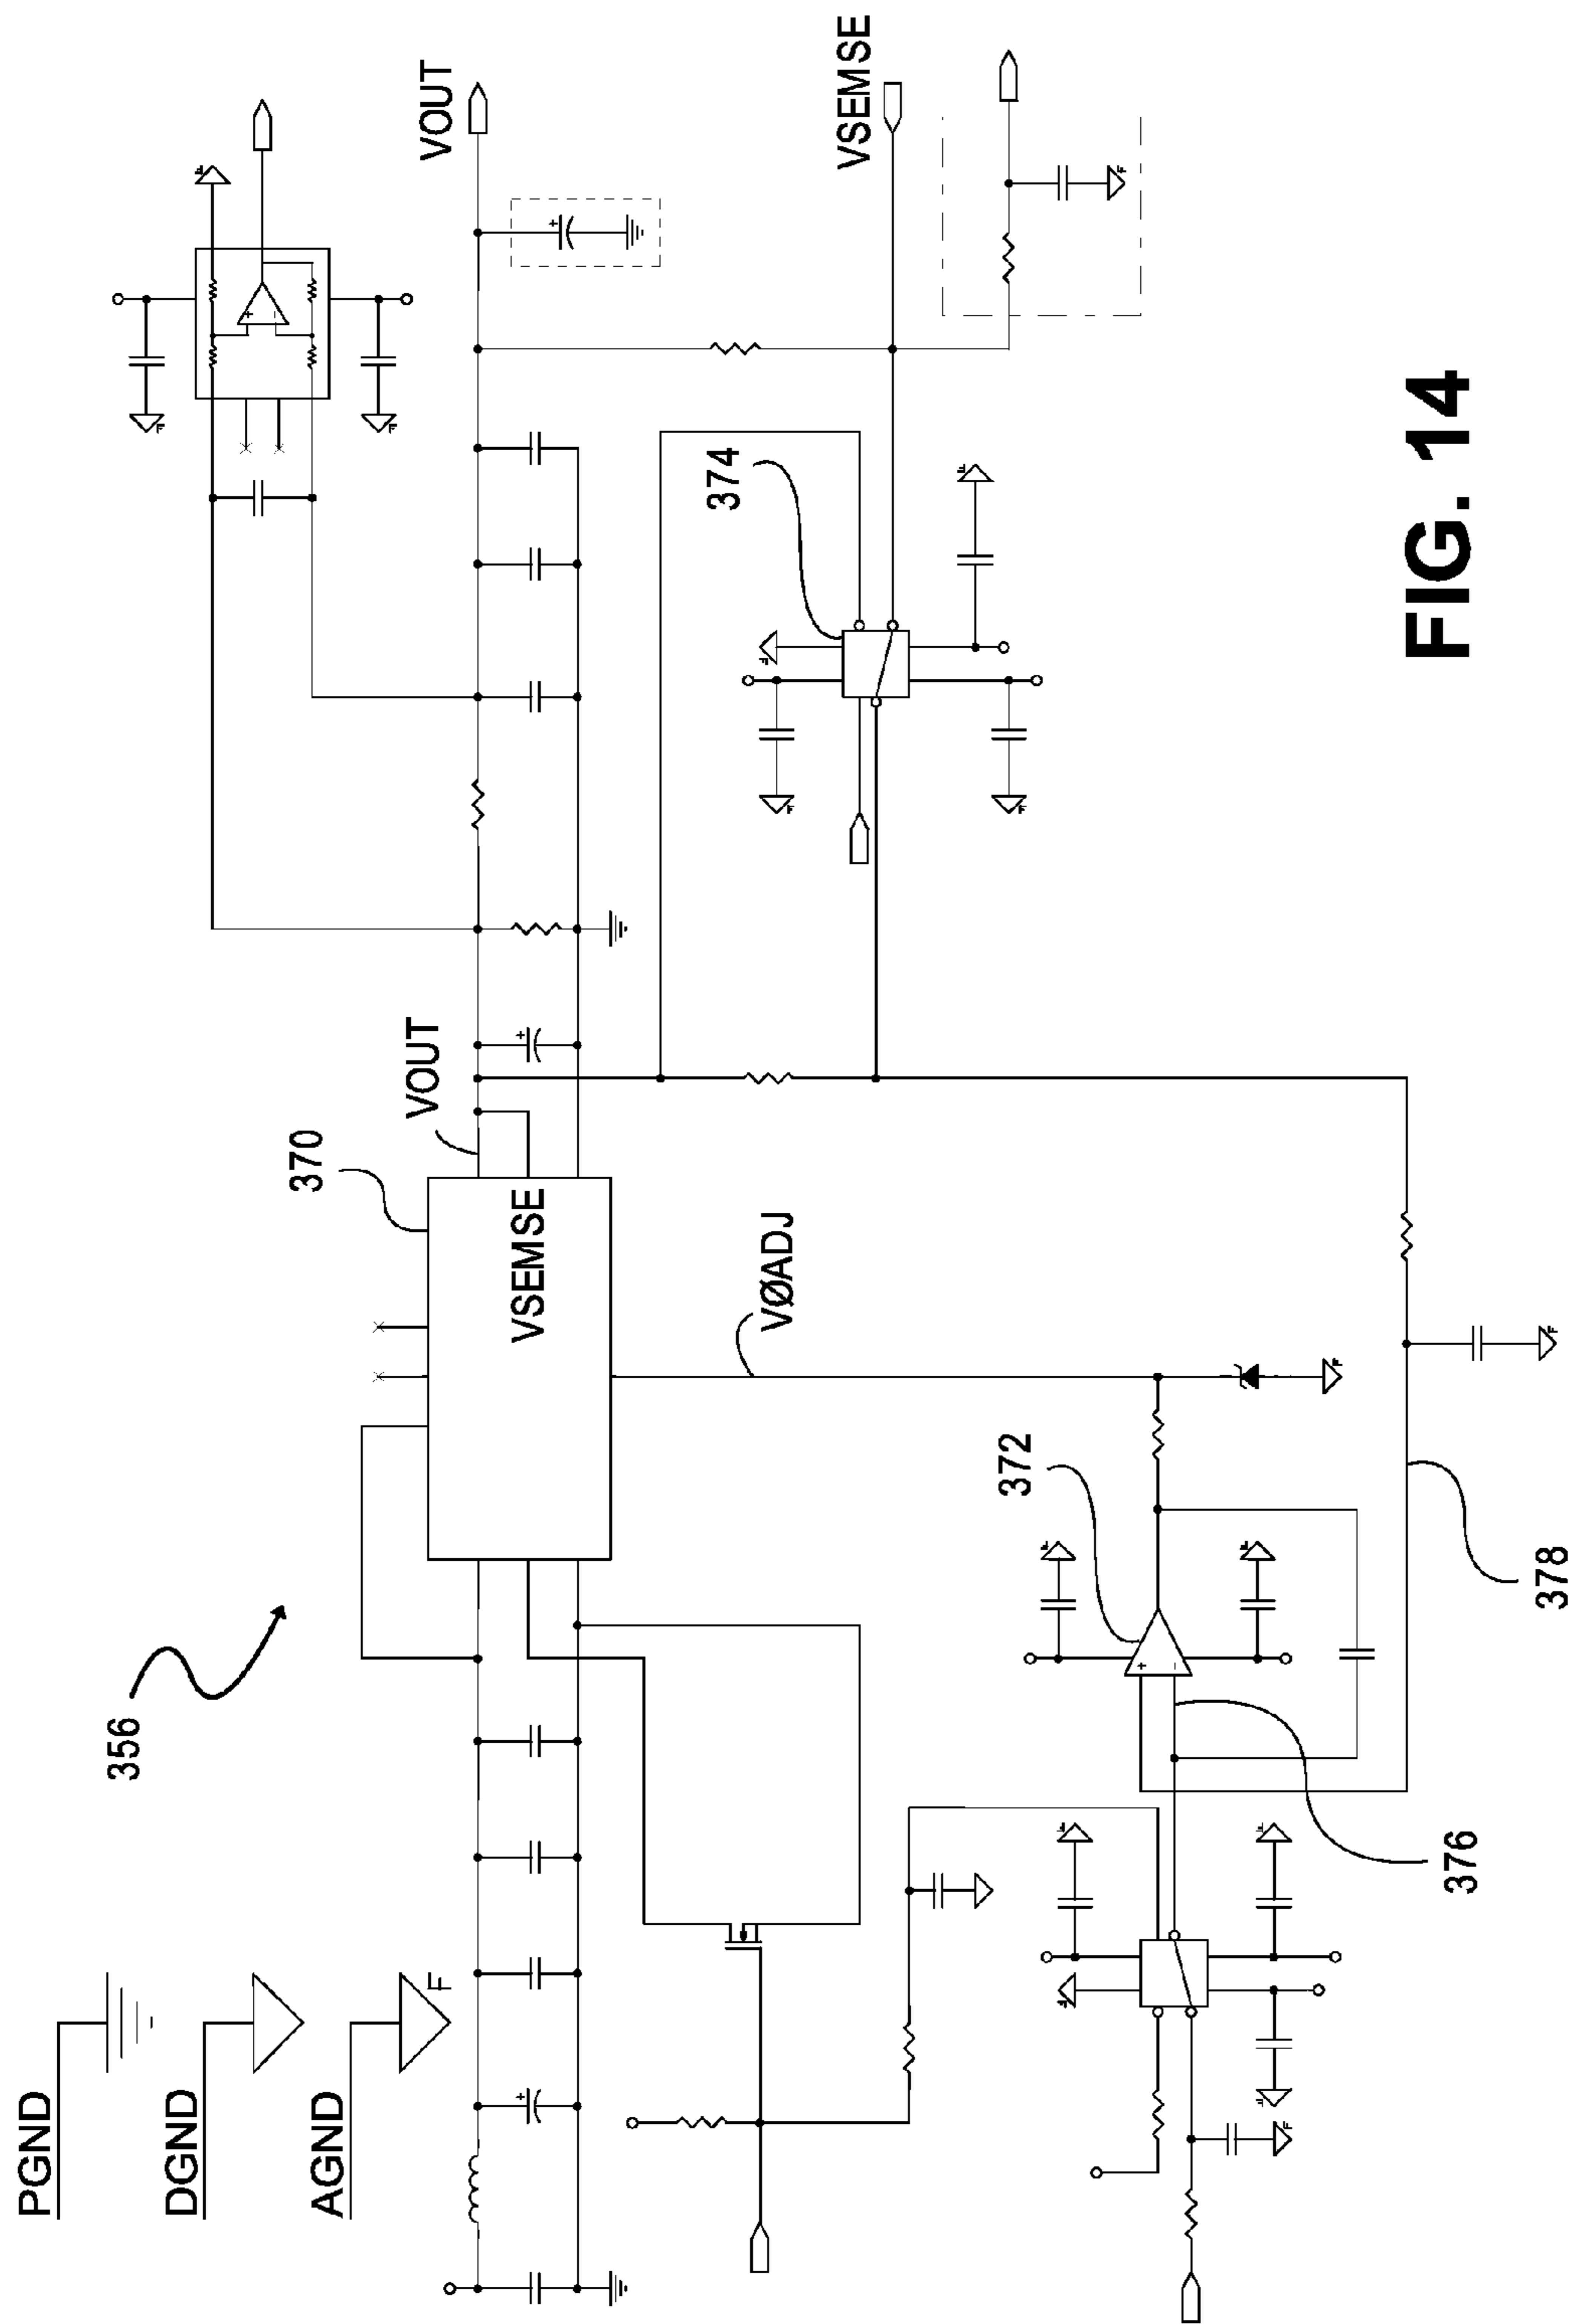 PGND
DGND
AGND
F
356
370
VOUT
VOUT
VSEMSE
VØADJ
372
374
VSEMSE
376
378
FIG. 14